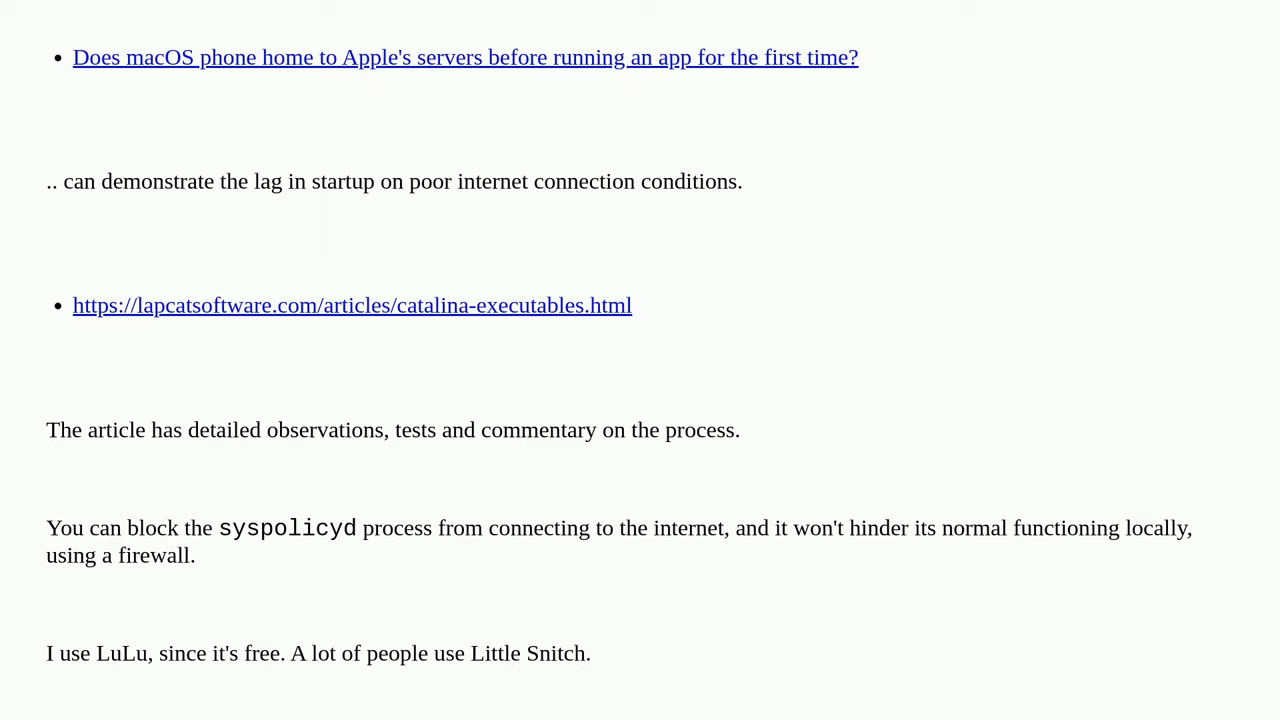 • Does macOS phone home to Apple's servers before running an app for the first time?
.. can demonstrate the lag in startup on poor internet connection conditions.
• https://lapcatsoftware.com/articles/catalina-executables.html
The article has detailed observations, tests and commentary on the process.
You can block the syspolicyd process from connecting to the internet, and it won't hinder its normal functioning locally,
using a firewall.
I use LuLu, since it's free. A lot of people use Little Snitch.